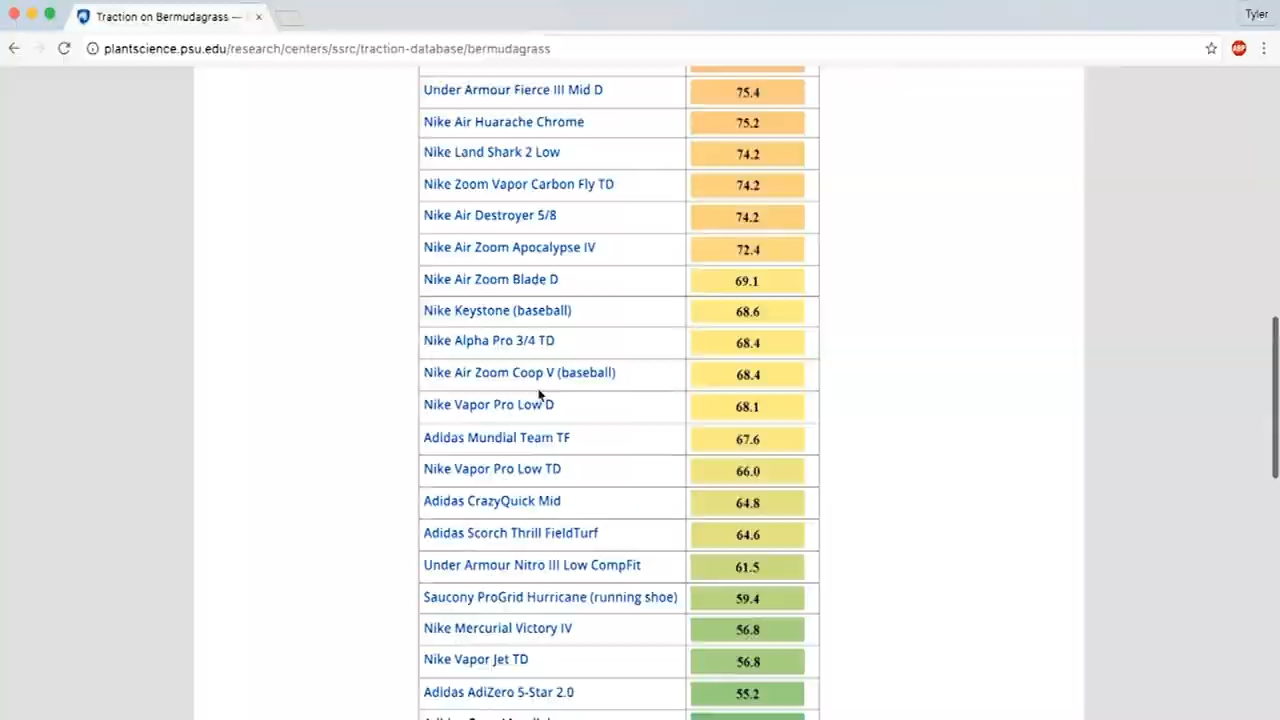 Traction on Bermudagrass —
Tyler
plantscience.psu.edu/research/centers/ssrc/traction-database/bermudagrass
ABP
Under Armour Fierce III Mid D 75.4
Nike Air Huarache Chrome 75.2
Nike Land Shark 2 Low 74.2
Nike Zoom Vapor Carbon Fly TD 74.2
Nike Air Destroyer 5/8 74.2
Nike Air Zoom Apocalypse IV 72.4
Nike Air Zoom Blade D 69.1
Nike Keystone (baseball) 68.6
Nike Alpha Pro 3/4 TD 68.4
Nike Air Zoom Coop V (baseball) 68.4
Nike Vapor Pro Low D 68.1
Adidas Mundial Team TF 67.6
Nike Vapor Pro Low TD 66.0
Adidas CrazyQuick Mid 64.8
Adidas Scorch Thrill FieldTurf 64.6
Under Armour Nitro III Low CompFit 61.5
Saucony ProGrid Hurricane (running shoe) 59.4
Nike Mercurial Victory IV 56.8
Nike Vapor Jet TD 56.8
Adidas AdiZero 5-Star 2.0 55.2